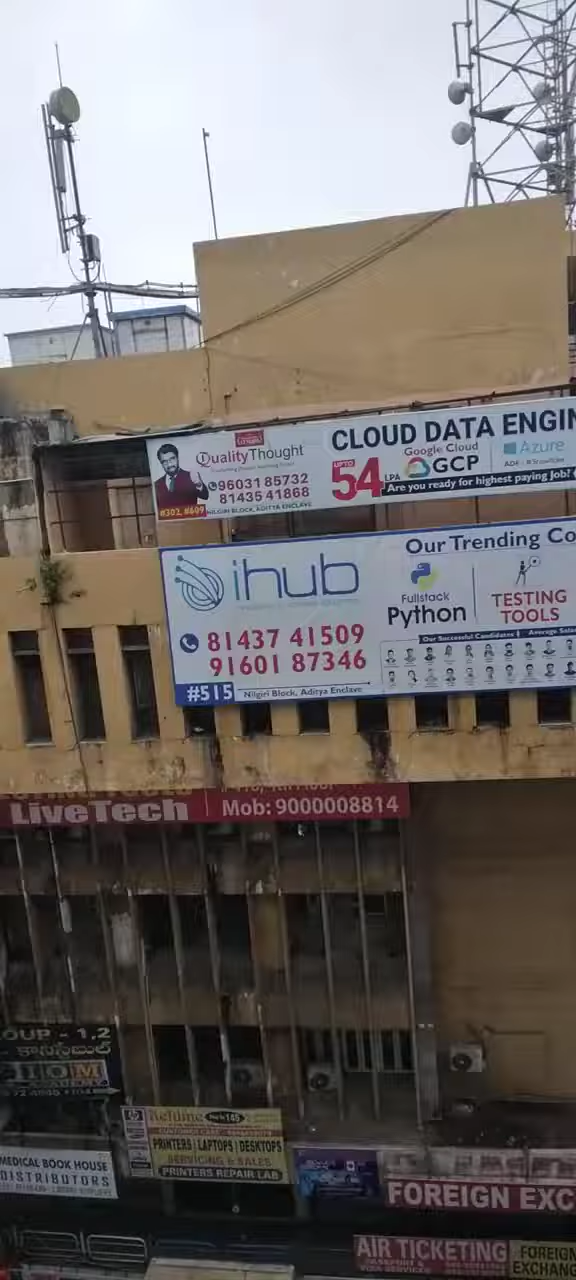 QualityThought
96031 85732
81435 41868
#302, #609 NILGIRI BLOCK, ADITYA ENCLAVE
CLOUD DATA ENGIN
UPTO
54 LPA
Google Cloud
GCP
Azure
Are you ready for highest paying Job?
ihub
81437 41509
91601 87346
#515 Nilgiri Block, Aditya Enclave
Our Trending Co
Fullstack
Python
TESTING
TOOLS
Our Successful Candidates
LiveTech
Mob: 9000008814
OUP - 1,2
కానిస్టేబుల్
PRINTERS | LAPTOPS | DESKTOPS
SERVICING & SALES
PRINTERS REPAIR LAB
MEDICAL BOOK HOUSE
DISTRIBUTORS
FOREIGN EXC
AIR TICKETING
FOREIGN
EXCHANG